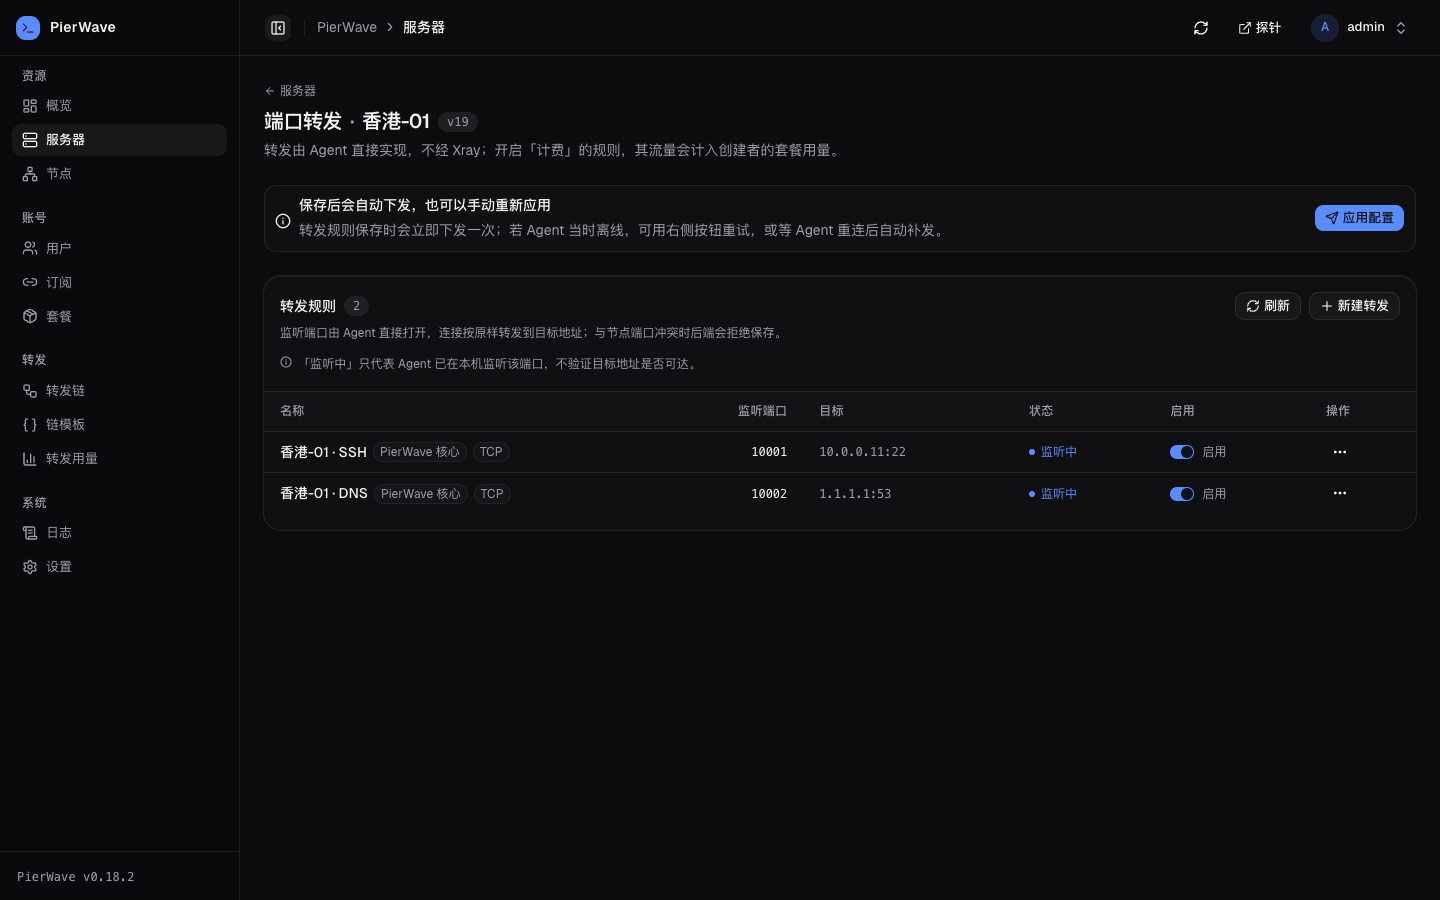 PierWave
PierWave > 服务器
探针
A admin
资源
概览
服务器
节点
账号
用户
订阅
套餐
转发
转发链
链模板
转发用量
系统
日志
设置
PierWave v0.18.2
← 服务器
端口转发 · 香港-01 v19
转发由 Agent 直接实现，不经 Xray；开启「计费」的规则，其流量会计入创建者的套餐用量。
保存后会自动下发，也可以手动重新应用
转发规则保存时会立即下发一次；若 Agent 当时离线，可用右侧按钮重试，或等 Agent 重连后自动补发。
应用配置
转发规则 2
刷新
新建转发
监听端口由 Agent 直接打开，连接按原样转发到目标地址；与节点端口冲突时后端会拒绝保存。
「监听中」只代表 Agent 已在本机监听该端口，不验证目标地址是否可达。
名称 监听端口 目标 状态 启用 操作
香港-01 · SSH PierWave 核心 TCP 10001 10.0.0.11:22 监听中 启用
香港-01 · DNS PierWave 核心 TCP 10002 1.1.1.1:53 监听中 启用